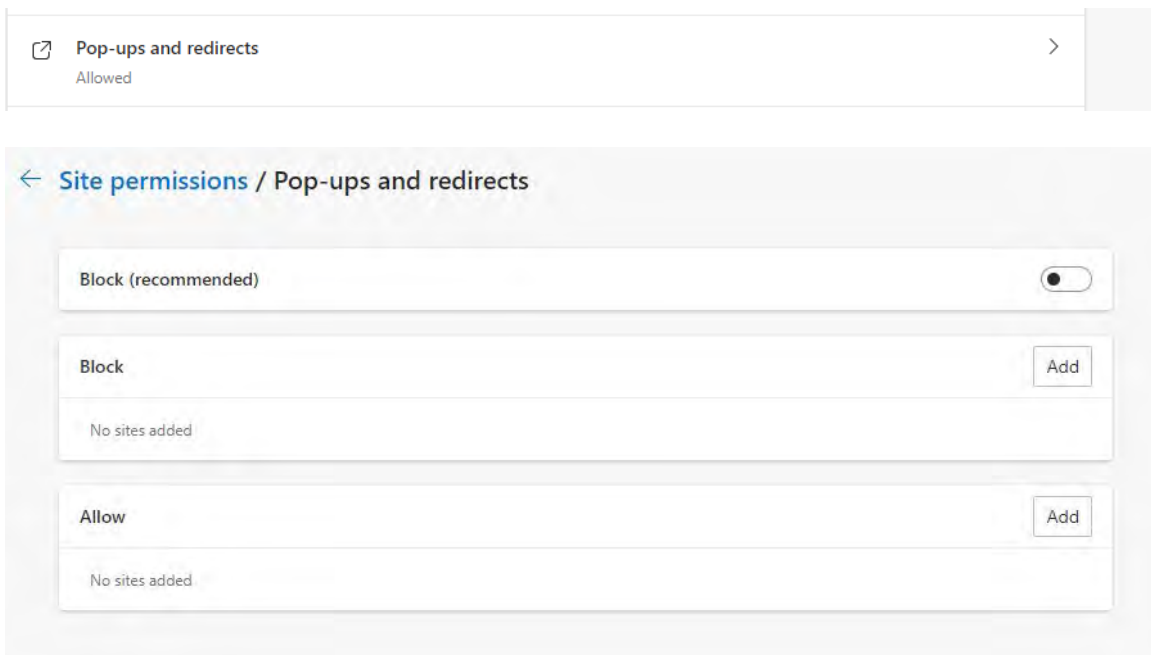 Pop-ups and redirects
Allowed
Site permissions / Pop-ups and redirects
Block (recommended)
Block Add
No sites added
Allow Add
No sites added